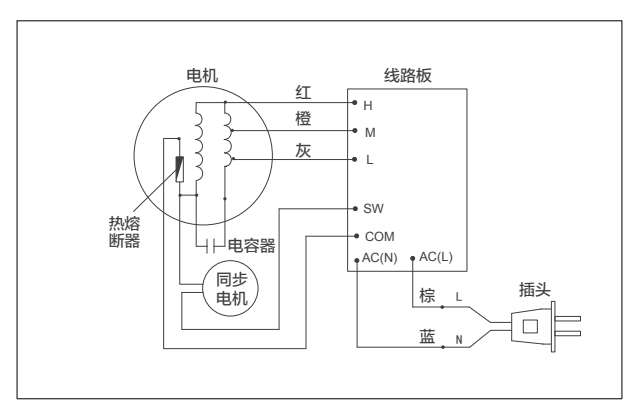 电机
线路板
红
H
橙
M
灰
L
热熔
断器
电容器
SW
COM
AC(N)
AC(L)
同步
电机
棕 L
插头
蓝 N